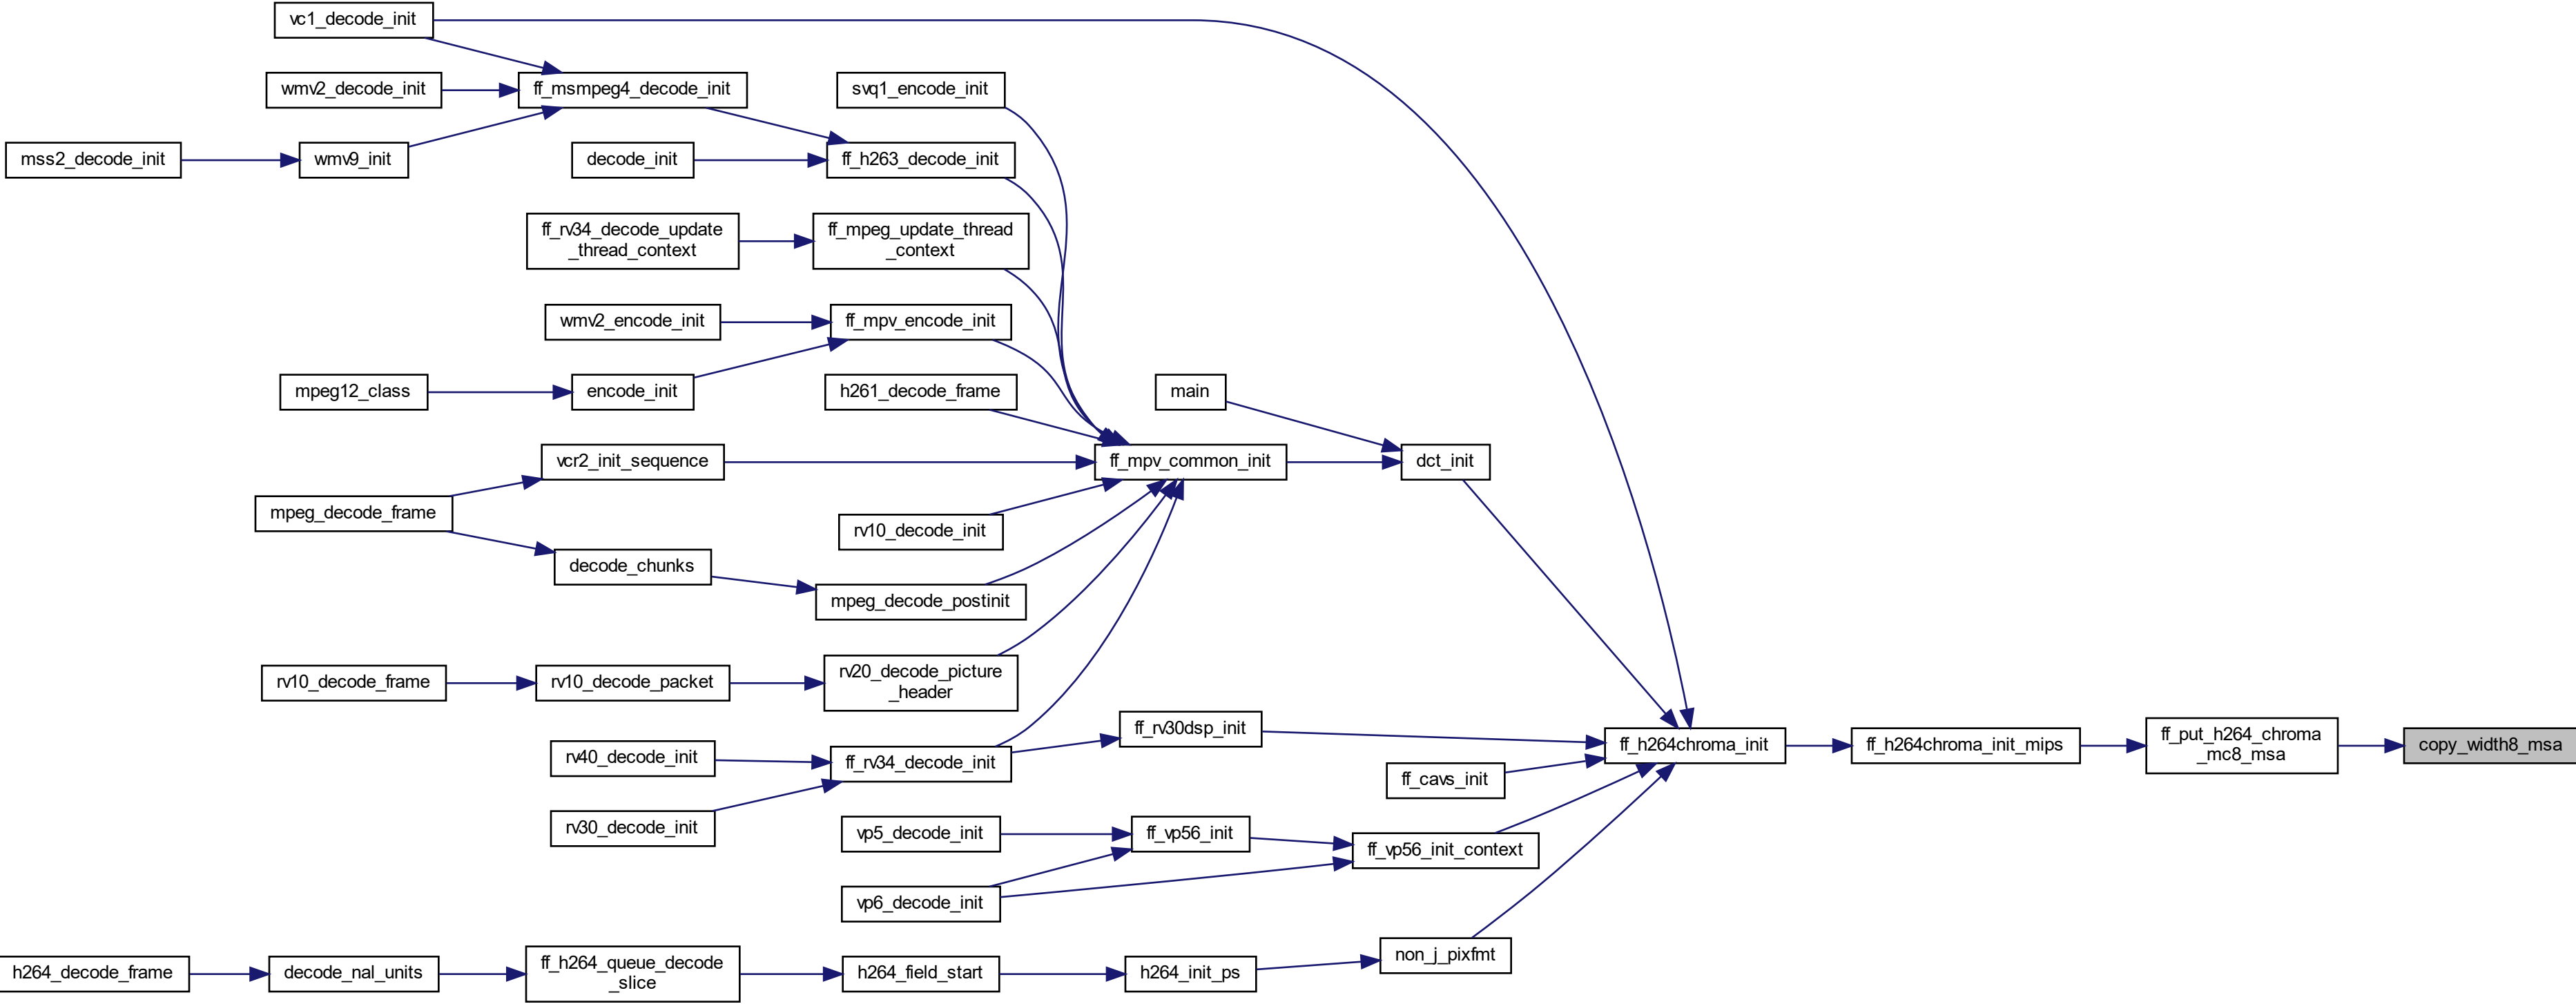 vc1_decode_init
wmv2_decode_init
ff_msmpeg4_decode_init
svq1_encode_init
mss2_decode_init
wmv9_init
decode_init
ff_h263_decode_init
ff_rv34_decode_update
_thread_context
ff_mpeg_update_thread
_context
wmv2_encode_init
ff_mpv_encode_init
mpeg12_class
encode_init
h261_decode_frame
main
vcr2_init_sequence
ff_mpv_common_init
dct_init
mpeg_decode_frame
rv10_decode_init
decode_chunks
mpeg_decode_postinit
rv10_decode_frame
rv10_decode_packet
rv20_decode_picture
_header
ff_rv30dsp_init
rv40_decode_init
ff_rv34_decode_init
ff_h264chroma_init
ff_h264chroma_init_mips
ff_put_h264_chroma
_mc8_msa
copy_width8_msa
ff_cavs_init
rv30_decode_init
vp5_decode_init
ff_vp56_init
ff_vp56_init_context
vp6_decode_init
non_j_pixfmt
h264_decode_frame
decode_nal_units
ff_h264_queue_decode
_slice
h264_field_start
h264_init_ps